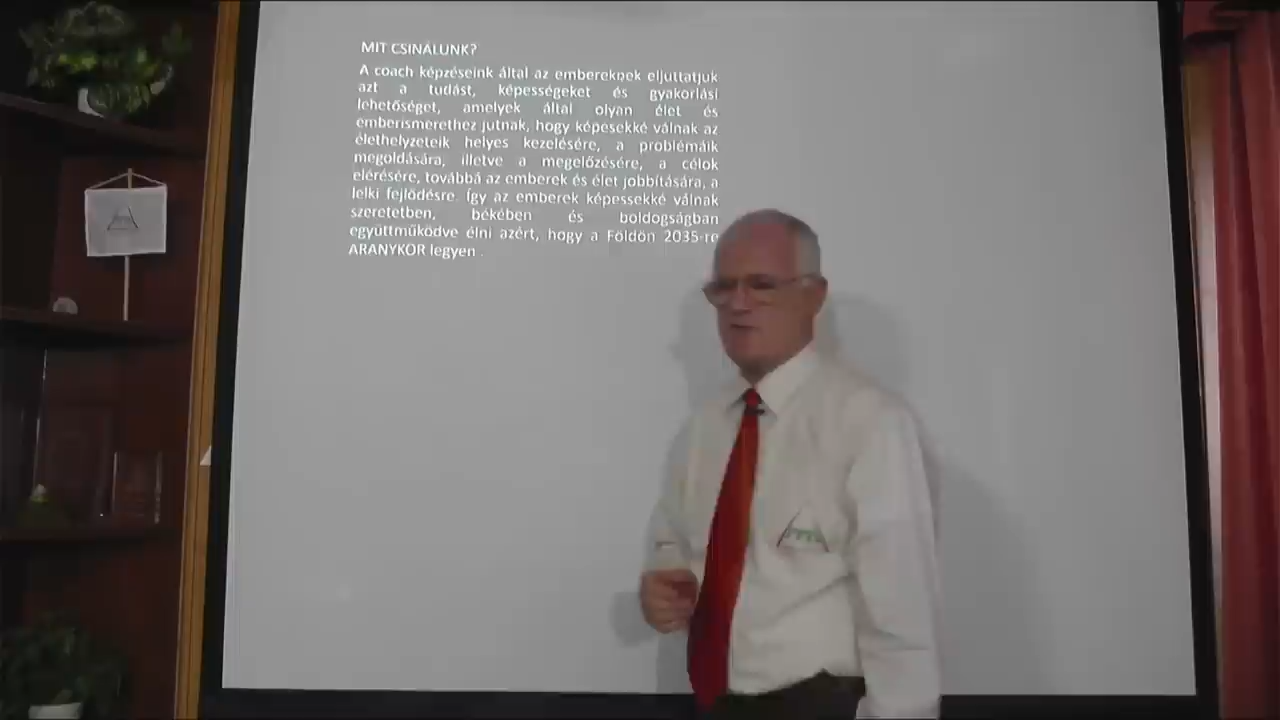 MIT CSINÁLUNK?
A coach képzéseink által az embereknek eljuttatjuk
azt a tudást, képességeket és gyakorlási
lehetőséget, amelyek által olyan élet és
emberismerethez jutnak, hogy képesekké válnak az
élethelyzeteik helyes kezelésére, a problémáik
megoldására, illetve a megelőzésére, a célok
elérésére, továbbá az emberek és élet jobbítására, a
lelki fejlődésre. Így az emberek képessekké válnak
szeretetben, békében és boldogságban
együttműködve élni azért, hogy a Földön 2035-re
ARANYKOR legyen .